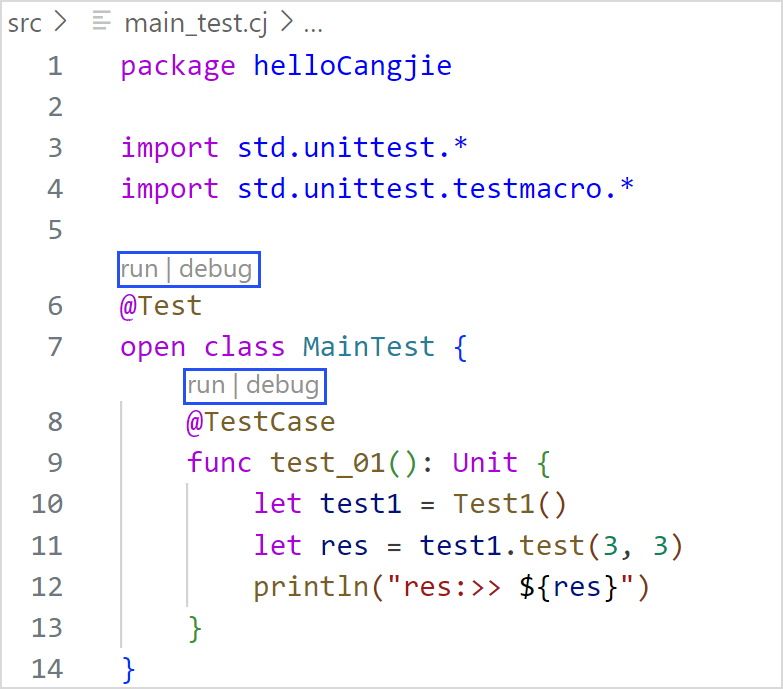 src > main_test.cj > ...
1 package helloCangjie
2
3 import std.unittest.*
4 import std.unittest.testmacro.*
5
run | debug
6 @Test
7 open class MainTest {
run | debug
8 @TestCase
9 func test_01(): Unit {
10 let test1 = Test1()
11 let res = test1.test(3, 3)
12 println("res:>> ${res}")
13 }
14 }